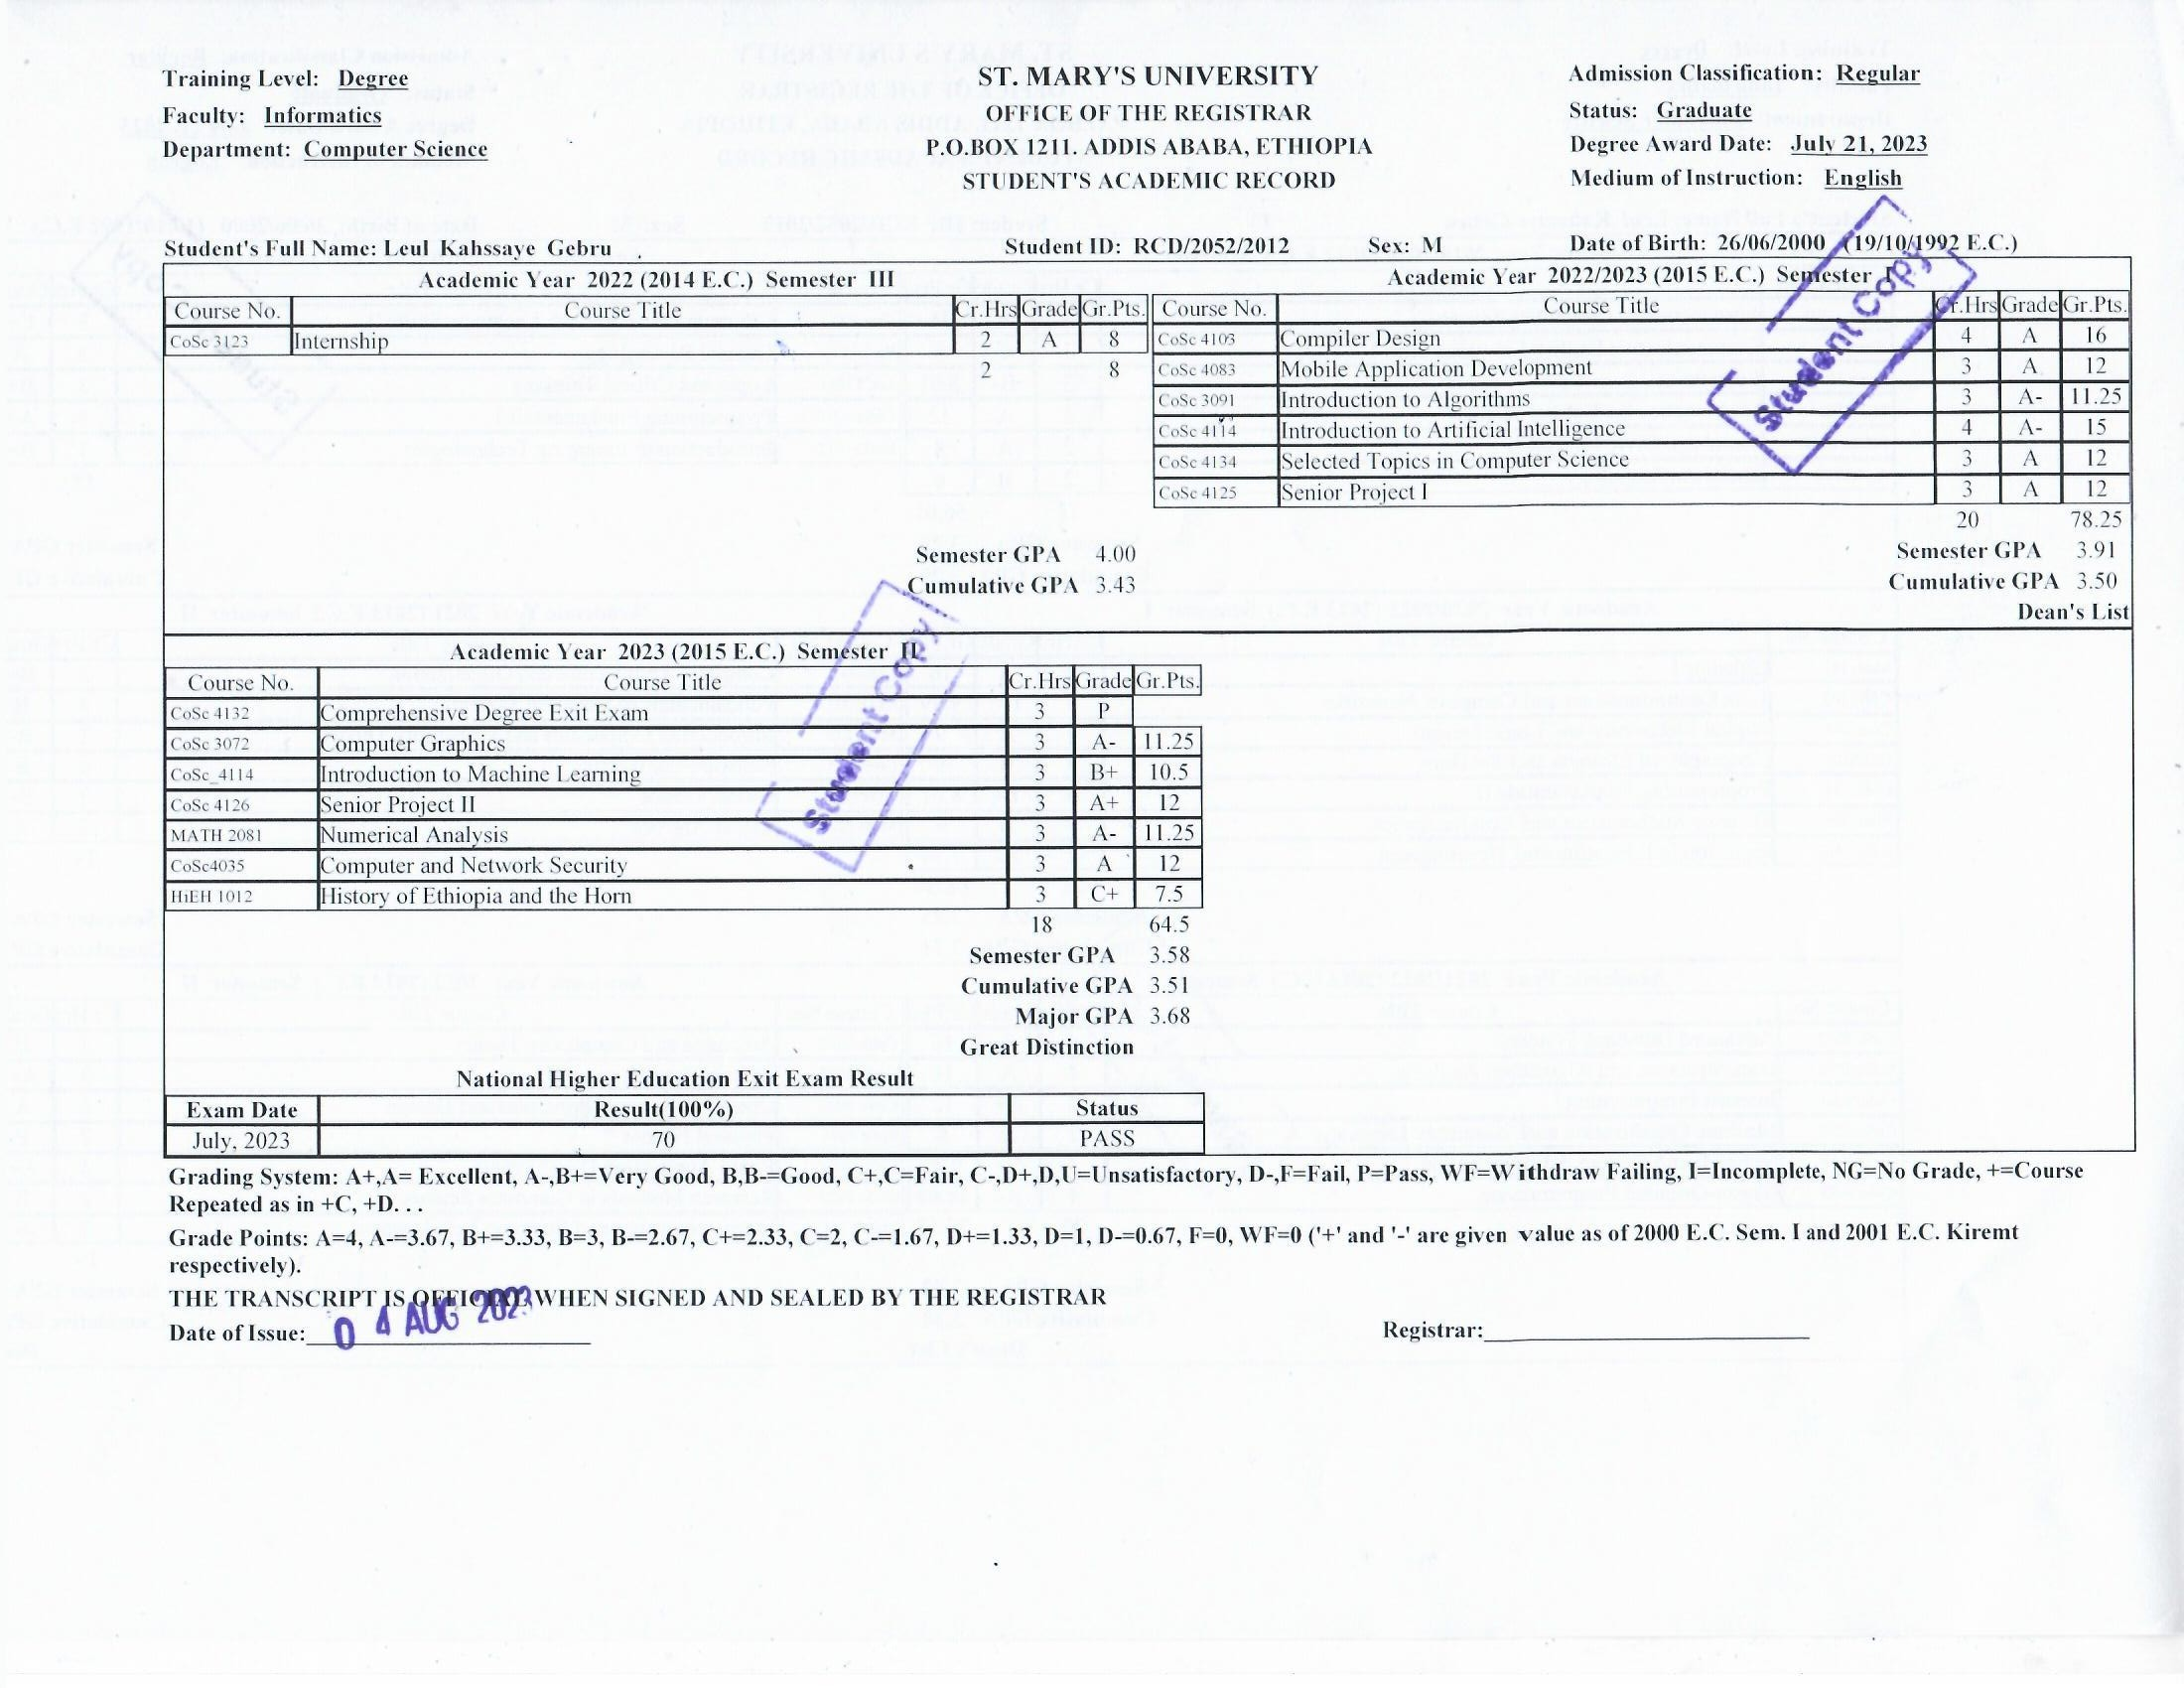 Training Level: Degree
Faculty: Informatics
Department: Computer Science
ST. MARY'S UNIVERSITY
OFFICE OF THE REGISTRAR
P.O.BOX 1211. ADDIS ABABA, ETHIOPIA
STUDENT'S ACADEMIC RECORD
Admission Classification: Regular
Status: Graduate
Degree Award Date: July 21, 2023
Medium of Instruction: English
Student's Full Name: Leul Kahssaye Gebru Student ID: RCD/2052/2012 Sex: M Date of Birth: 26/06/2000 (19/10/1992 E.C.)
Academic Year 2022 (2014 E.C.) Semester III
Course No. Course Title Cr.Hrs Grade Gr.Pts.
CoSc 3123 Internship 2 A 8
2 8
Semester GPA 4.00
Cumulative GPA 3.43
Academic Year 2022/2023 (2015 E.C.) Semester I
Course No. Course Title Cr.Hrs Grade Gr.Pts.
CoSc 4103 Compiler Design 4 A 16
CoSc 4083 Mobile Application Development 3 A 12
CoSc 3091 Introduction to Algorithms 3 A- 11.25
CoSc 4114 Introduction to Artificial Intelligence 4 A- 15
CoSc 4134 Selected Topics in Computer Science 3 A 12
CoSc 4125 Senior Project I 3 A 12
20 78.25
Semester GPA 3.91
Cumulative GPA 3.50
Dean's List
Student Copy
Academic Year 2023 (2015 E.C.) Semester II
Course No. Course Title Cr.Hrs Grade Gr.Pts.
CoSc 4132 Comprehensive Degree Exit Exam 3 P
CoSc 3072 Computer Graphics 3 A- 11.25
CoSc_4114 Introduction to Machine Learning 3 B+ 10.5
CoSc 4126 Senior Project II 3 A+ 12
MATH 2081 Numerical Analysis 3 A- 11.25
CoSc4035 Computer and Network Security 3 A 12
HiEH 1012 History of Ethiopia and the Horn 3 C+ 7.5
18 64.5
Semester GPA 3.58
Cumulative GPA 3.51
Major GPA 3.68
Great Distinction
Student Copy
National Higher Education Exit Exam Result
Exam Date Result(100%) Status
July, 2023 70 PASS
Grading System: A+,A= Excellent, A-,B+=Very Good, B,B-=Good, C+,C=Fair, C-,D+,D,U=Unsatisfactory, D-,F=Fail, P=Pass, WF=Withdraw Failing, I=Incomplete, NG=No Grade, +=Course
Repeated as in +C, +D. . .
Grade Points: A=4, A-=3.67, B+=3.33, B=3, B-=2.67, C+=2.33, C=2, C-=1.67, D+=1.33, D=1, D-=0.67, F=0, WF=0 ('+' and '-' are given value as of 2000 E.C. Sem. I and 2001 E.C. Kiremt
respectively).
THE TRANSCRIPT IS OFFICIAL WHEN SIGNED AND SEALED BY THE REGISTRAR
Date of Issue: 04 AUG 2023
Registrar: